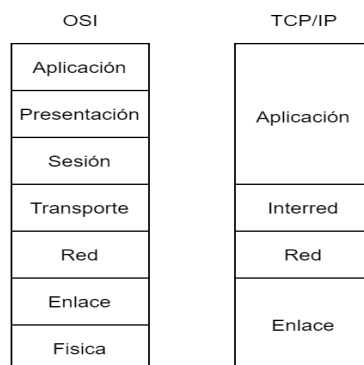 OSI
TCP/IP
Aplicación
Presentación
Sesión
Transporte
Red
Enlace
Fisica
Aplicación
Interred
Red
Enlace